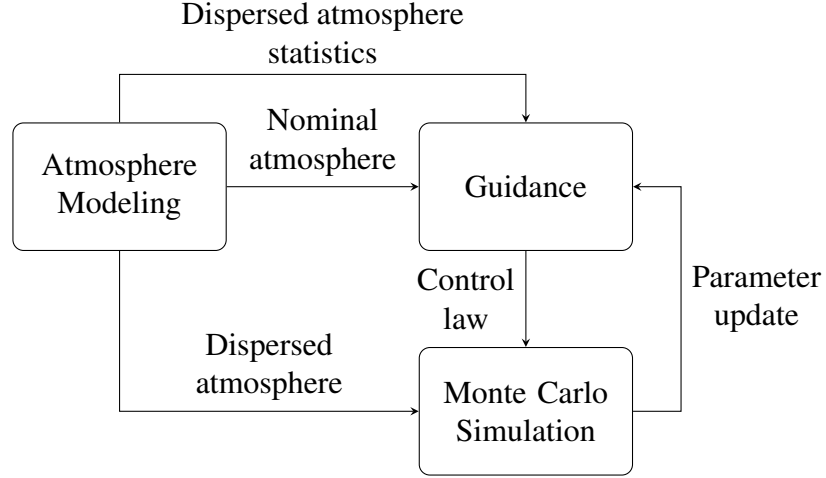 Dispersed atmosphere
statistics
Nominal
atmosphere
Atmosphere
Modeling
Guidance
Control
law
Parameter
update
Dispersed
atmosphere
Monte Carlo
Simulation